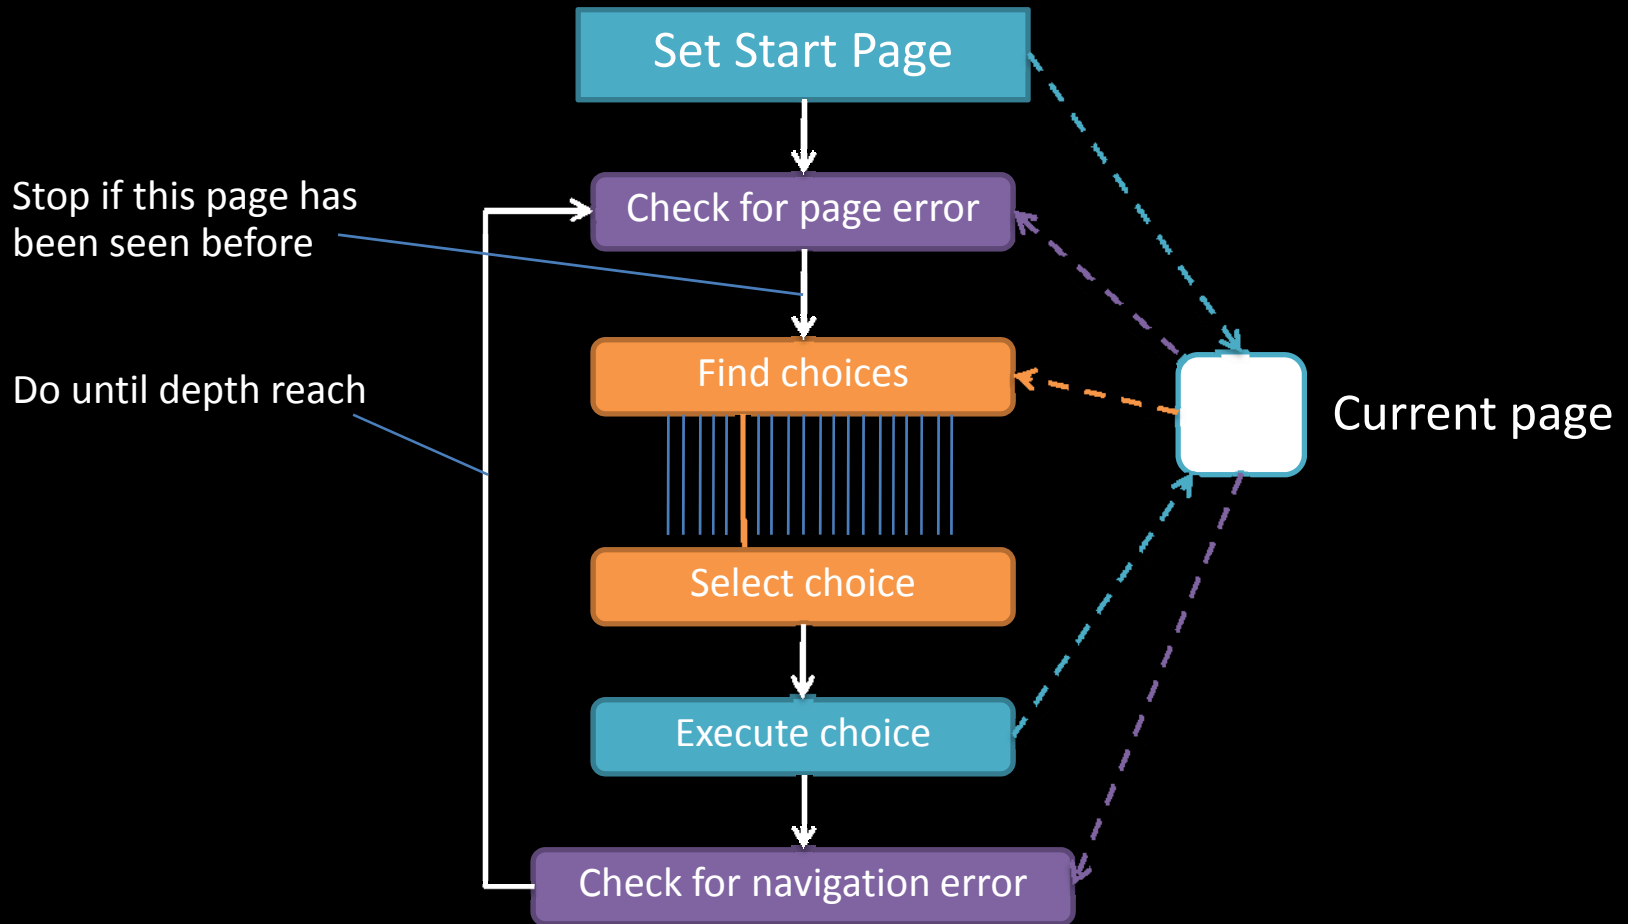 Set Start Page
Stop if this page has
been seen before
Check for page error
Find choices
Do until depth reach
Current page
Select choice
Execute choice
Check for navigation error